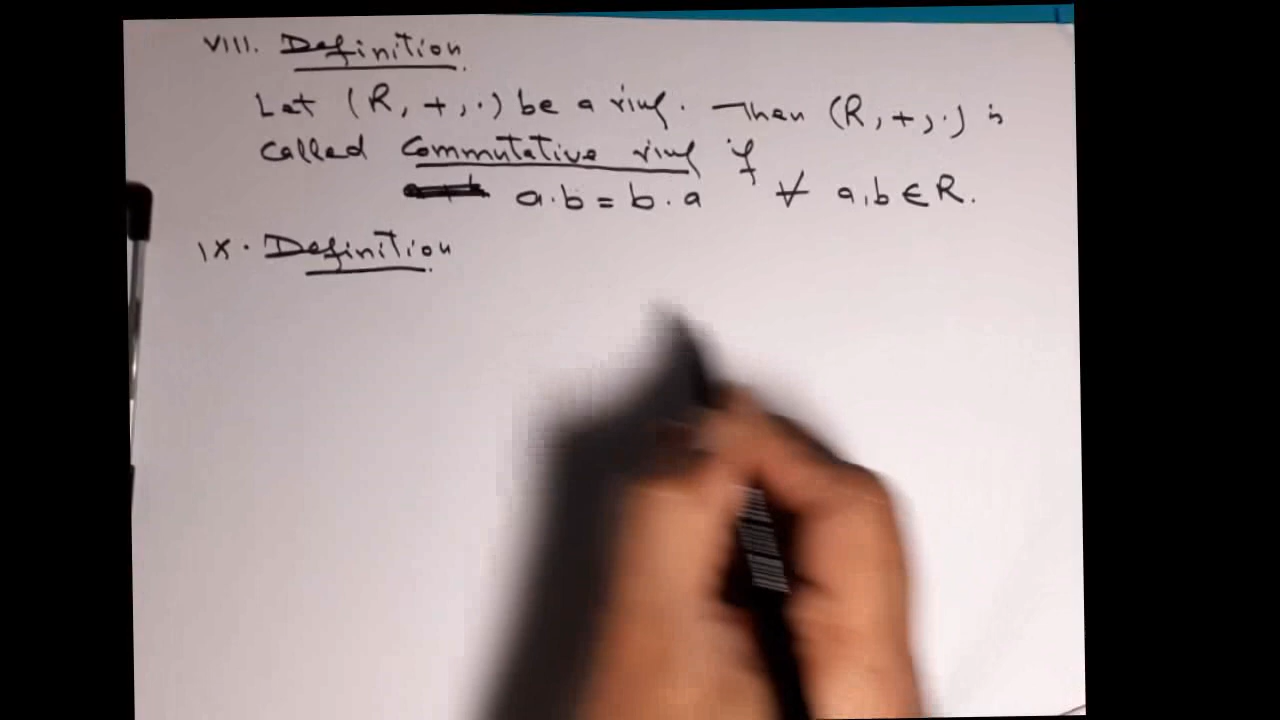 VIII. Definition
Let (R, +, .) be a ring. Then (R, +, .) is
called Commutative ring if
a.b = b.a ∀ a,b ∈ R.
IX. Definition